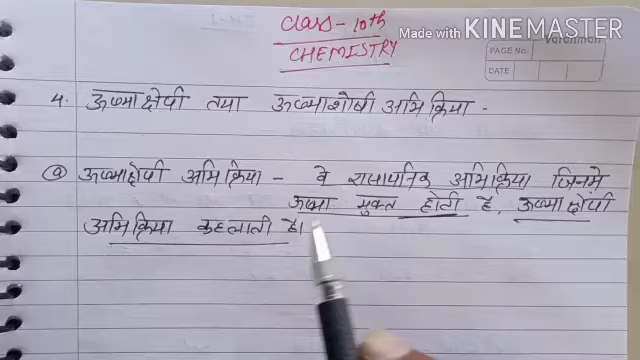 Class - 10th
Made with KINEMASTER
CHEMISTRY
Vardhman
PAGE NO.
DATE
4. ऊष्माक्षेपी तथा ऊष्माशोषी अभिक्रिया -
(a) ऊष्माक्षेपी अभिक्रिया - वे रासायनिक अभिक्रिया जिनमे
ऊष्मा मुक्त होती है, ऊष्माक्षेपी
अभिक्रिया कहलाती है।